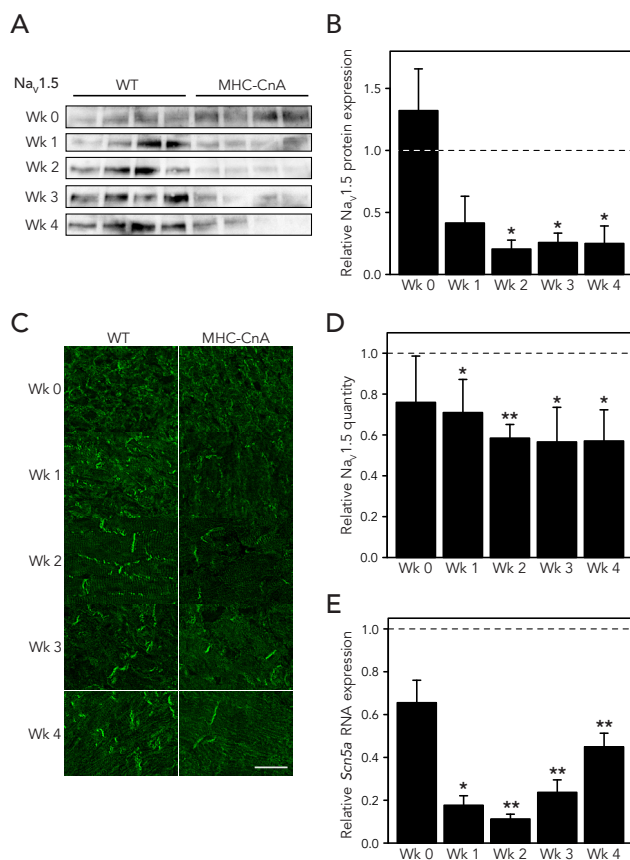 A
Naᵥ1.5
WT MHC-CnA
Wk 0
Wk 1
Wk 2
Wk 3
Wk 4
B
Relative Naᵥ1.5 protein expression
1.5
1.0
0.5
0.0
* * *
Wk 0 Wk 1 Wk 2 Wk 3 Wk 4
C
WT MHC-CnA
Wk 0
Wk 1
Wk 2
Wk 3
Wk 4
D
Relative Naᵥ1.5 quantity
1.0
0.8
0.6
0.4
0.2
0.0
* ** * *
Wk 0 Wk 1 Wk 2 Wk 3 Wk 4
E
Relative Scn5a RNA expression
1.0
0.8
0.6
0.4
0.2
0.0
* ** ** **
Wk 0 Wk 1 Wk 2 Wk 3 Wk 4